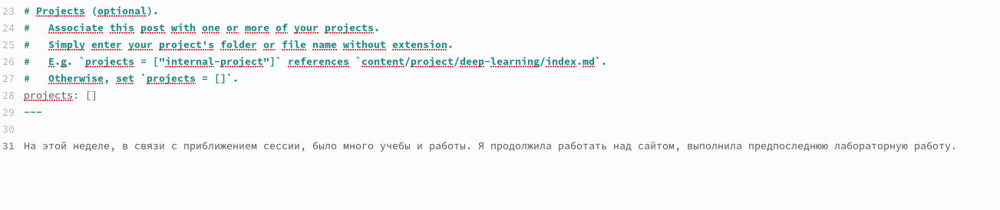 23 # Projects (optional).
24 #   Associate this post with one or more of your projects.
25 #   Simply enter your project's folder or file name without extension.
26 #   E.g. `projects = ["internal-project"]` references `content/project/deep-learning/index.md`.
27 #   Otherwise, set `projects = []`.
28 projects: []
29 ---
30
31 На этой неделе, в связи с приближением сессии, было много учебы и работы. Я продолжила работать над сайтом, выполнила предпоследнюю лабораторную работу.